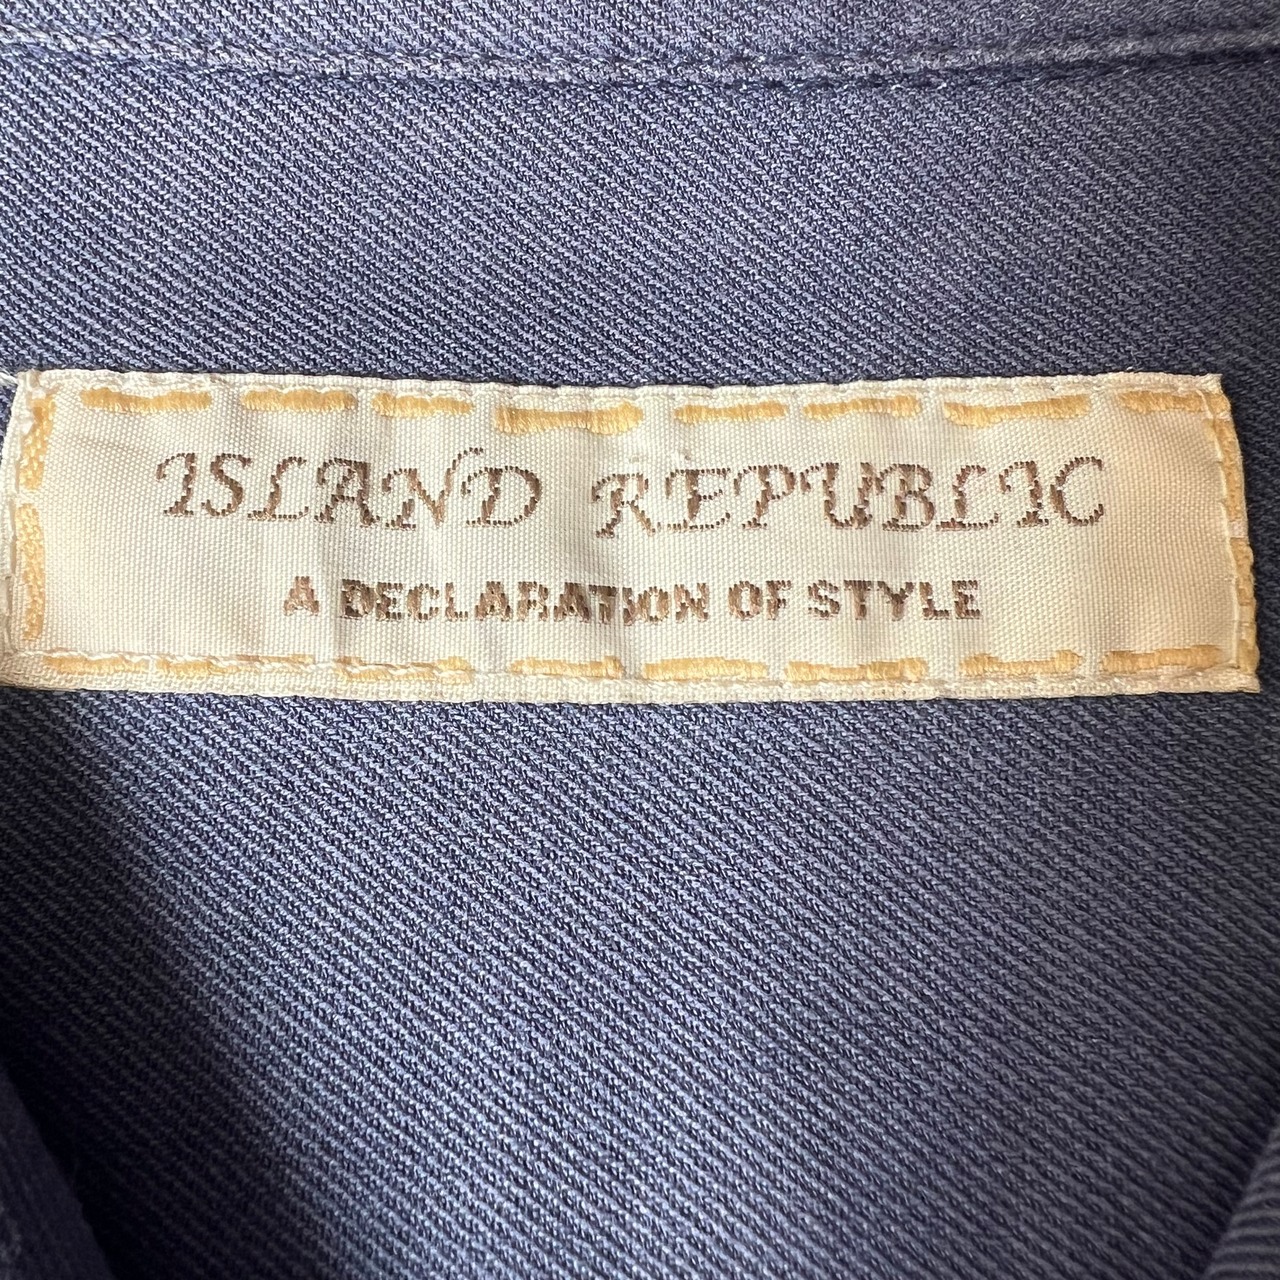 ISLAND REPUBLIC
A DECLARATION OF STYLE